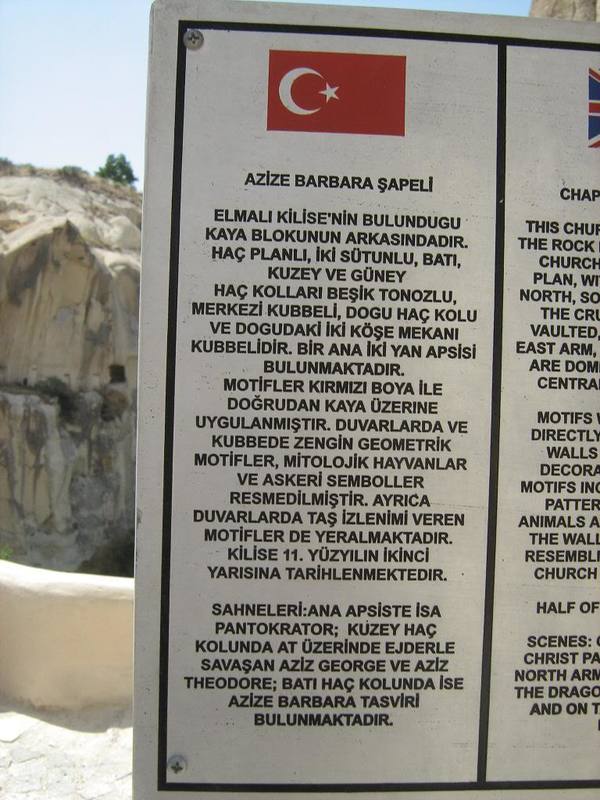 AZİZE BARBARA ŞAPELİ
ELMALI KİLİSE'NİN BULUNDUGU
KAYA BLOKUNUN ARKASINDADIR.
HAÇ PLANLI, İKİ SÜTUNLU, BATI,
KUZEY VE GÜNEY
HAÇ KOLLARI BEŞİK TONOZLU,
MERKEZİ KUBBELİ, DOGU HAÇ KOLU
VE DOGUDAKİ İKİ KÖŞE MEKANI
KUBBELİDİR. BİR ANA İKİ YAN APSİSİ
BULUNMAKTADIR.
MOTİFLER KIRMIZI BOYA İLE
DOĞRUDAN KAYA ÜZERINE
UYGULANMIŞTIR. DUVARLARDA VE
KUBBEDE ZENGİN GEOMETRİK
MOTİFLER, MİTOLOJİK HAYVANLAR
VE ASKERİ SEMBOLLER
RESMEDİLMİŞTİR. AYRICA
DUVARLARDA TAŞ İZLENİMİ VEREN
MOTİFLER DE YERALMAKTADIR.
KİLİSE 11. YÜZYILIN İKİNCİ
YARISINA TARİHLENMEKTEDIR.
SAHNELERİ:ANA APSİSTE İSA
PANTOKRATOR; KUZEY HAÇ
KOLUNDA AT ÜZERİNDE EJDERLE
SAVAŞAN AZİZ GEORGE VE AZİZ
THEODORE; BATI HAÇ KOLUNDA İSE
AZİZE BARBARA TASVİRİ
BULUNMAKTADIR.
CHAP
THIS CHUR
THE ROCK
CHURCH
PLAN, WIT
NORTH, SO
THE CRU
VAULTED,
EAST ARM,
ARE DOM
CENTRA
MOTIFS W
DIRECTLY
WALLS
DECORA
MOTIFS INC
PATTER
ANIMALS A
THE WALL
RESEMBL
CHURCH
HALF OF
SCENES: C
CHRIST PA
NORTH ARM
THE DRAGO
AND ON T